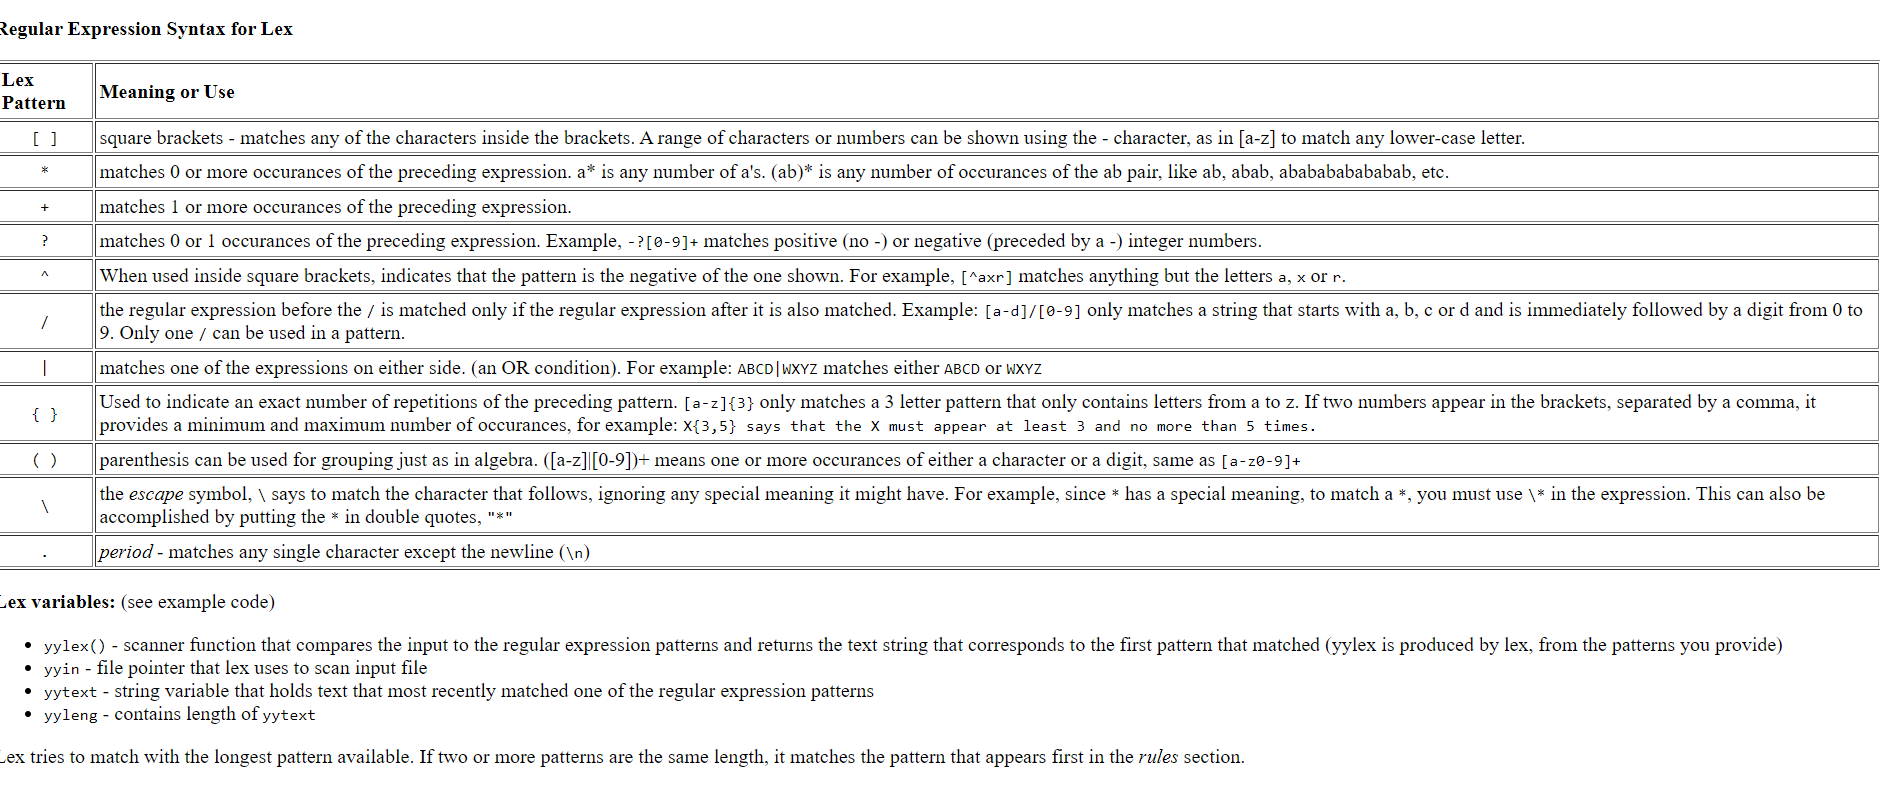 Regular Expression Syntax for Lex
Lex
Pattern
Meaning or Use
[ ]
square brackets - matches any of the characters inside the brackets. A range of characters or numbers can be shown using the - character, as in [a-z] to match any lower-case letter.
*
matches 0 or more occurances of the preceding expression. a* is any number of a's. (ab)* is any number of occurances of the ab pair, like ab, abab, abababababab, etc.
+
matches 1 or more occurances of the preceding expression.
?
matches 0 or 1 occurances of the preceding expression. Example, -?[0-9]+ matches positive (no -) or negative (preceded by a -) integer numbers.
^
When used inside square brackets, indicates that the pattern is the negative of the one shown. For example, [^axr] matches anything but the letters a, x or r.
/
the regular expression before the / is matched only if the regular expression after it is also matched. Example: [a-d]/[0-9] only matches a string that starts with a, b, c or d and is immediately followed by a digit from 0 to
9. Only one / can be used in a pattern.
|
matches one of the expressions on either side. (an OR condition). For example: ABCD|WXYZ matches either ABCD or WXYZ
{ }
Used to indicate an exact number of repetitions of the preceding pattern. [a-z]{3} only matches a 3 letter pattern that only contains letters from a to z. If two numbers appear in the brackets, separated by a comma, it
provides a minimum and maximum number of occurances, for example: X{3,5} says that the X must appear at least 3 and no more than 5 times.
( )
parenthesis can be used for grouping just as in algebra. ([a-z]|[0-9])+ means one or more occurances of either a character or a digit, same as [a-z0-9]+
\
the escape symbol, \ says to match the character that follows, ignoring any special meaning it might have. For example, since * has a special meaning, to match a *, you must use \* in the expression. This can also be
accomplished by putting the * in double quotes, "*"
.
period - matches any single character except the newline (\n)
Lex variables: (see example code)
• yylex() - scanner function that compares the input to the regular expression patterns and returns the text string that corresponds to the first pattern that matched (yylex is produced by lex, from the patterns you provide)
• yyin - file pointer that lex uses to scan input file
• yytext - string variable that holds text that most recently matched one of the regular expression patterns
• yyleng - contains length of yytext
Lex tries to match with the longest pattern available. If two or more patterns are the same length, it matches the pattern that appears first in the rules section.